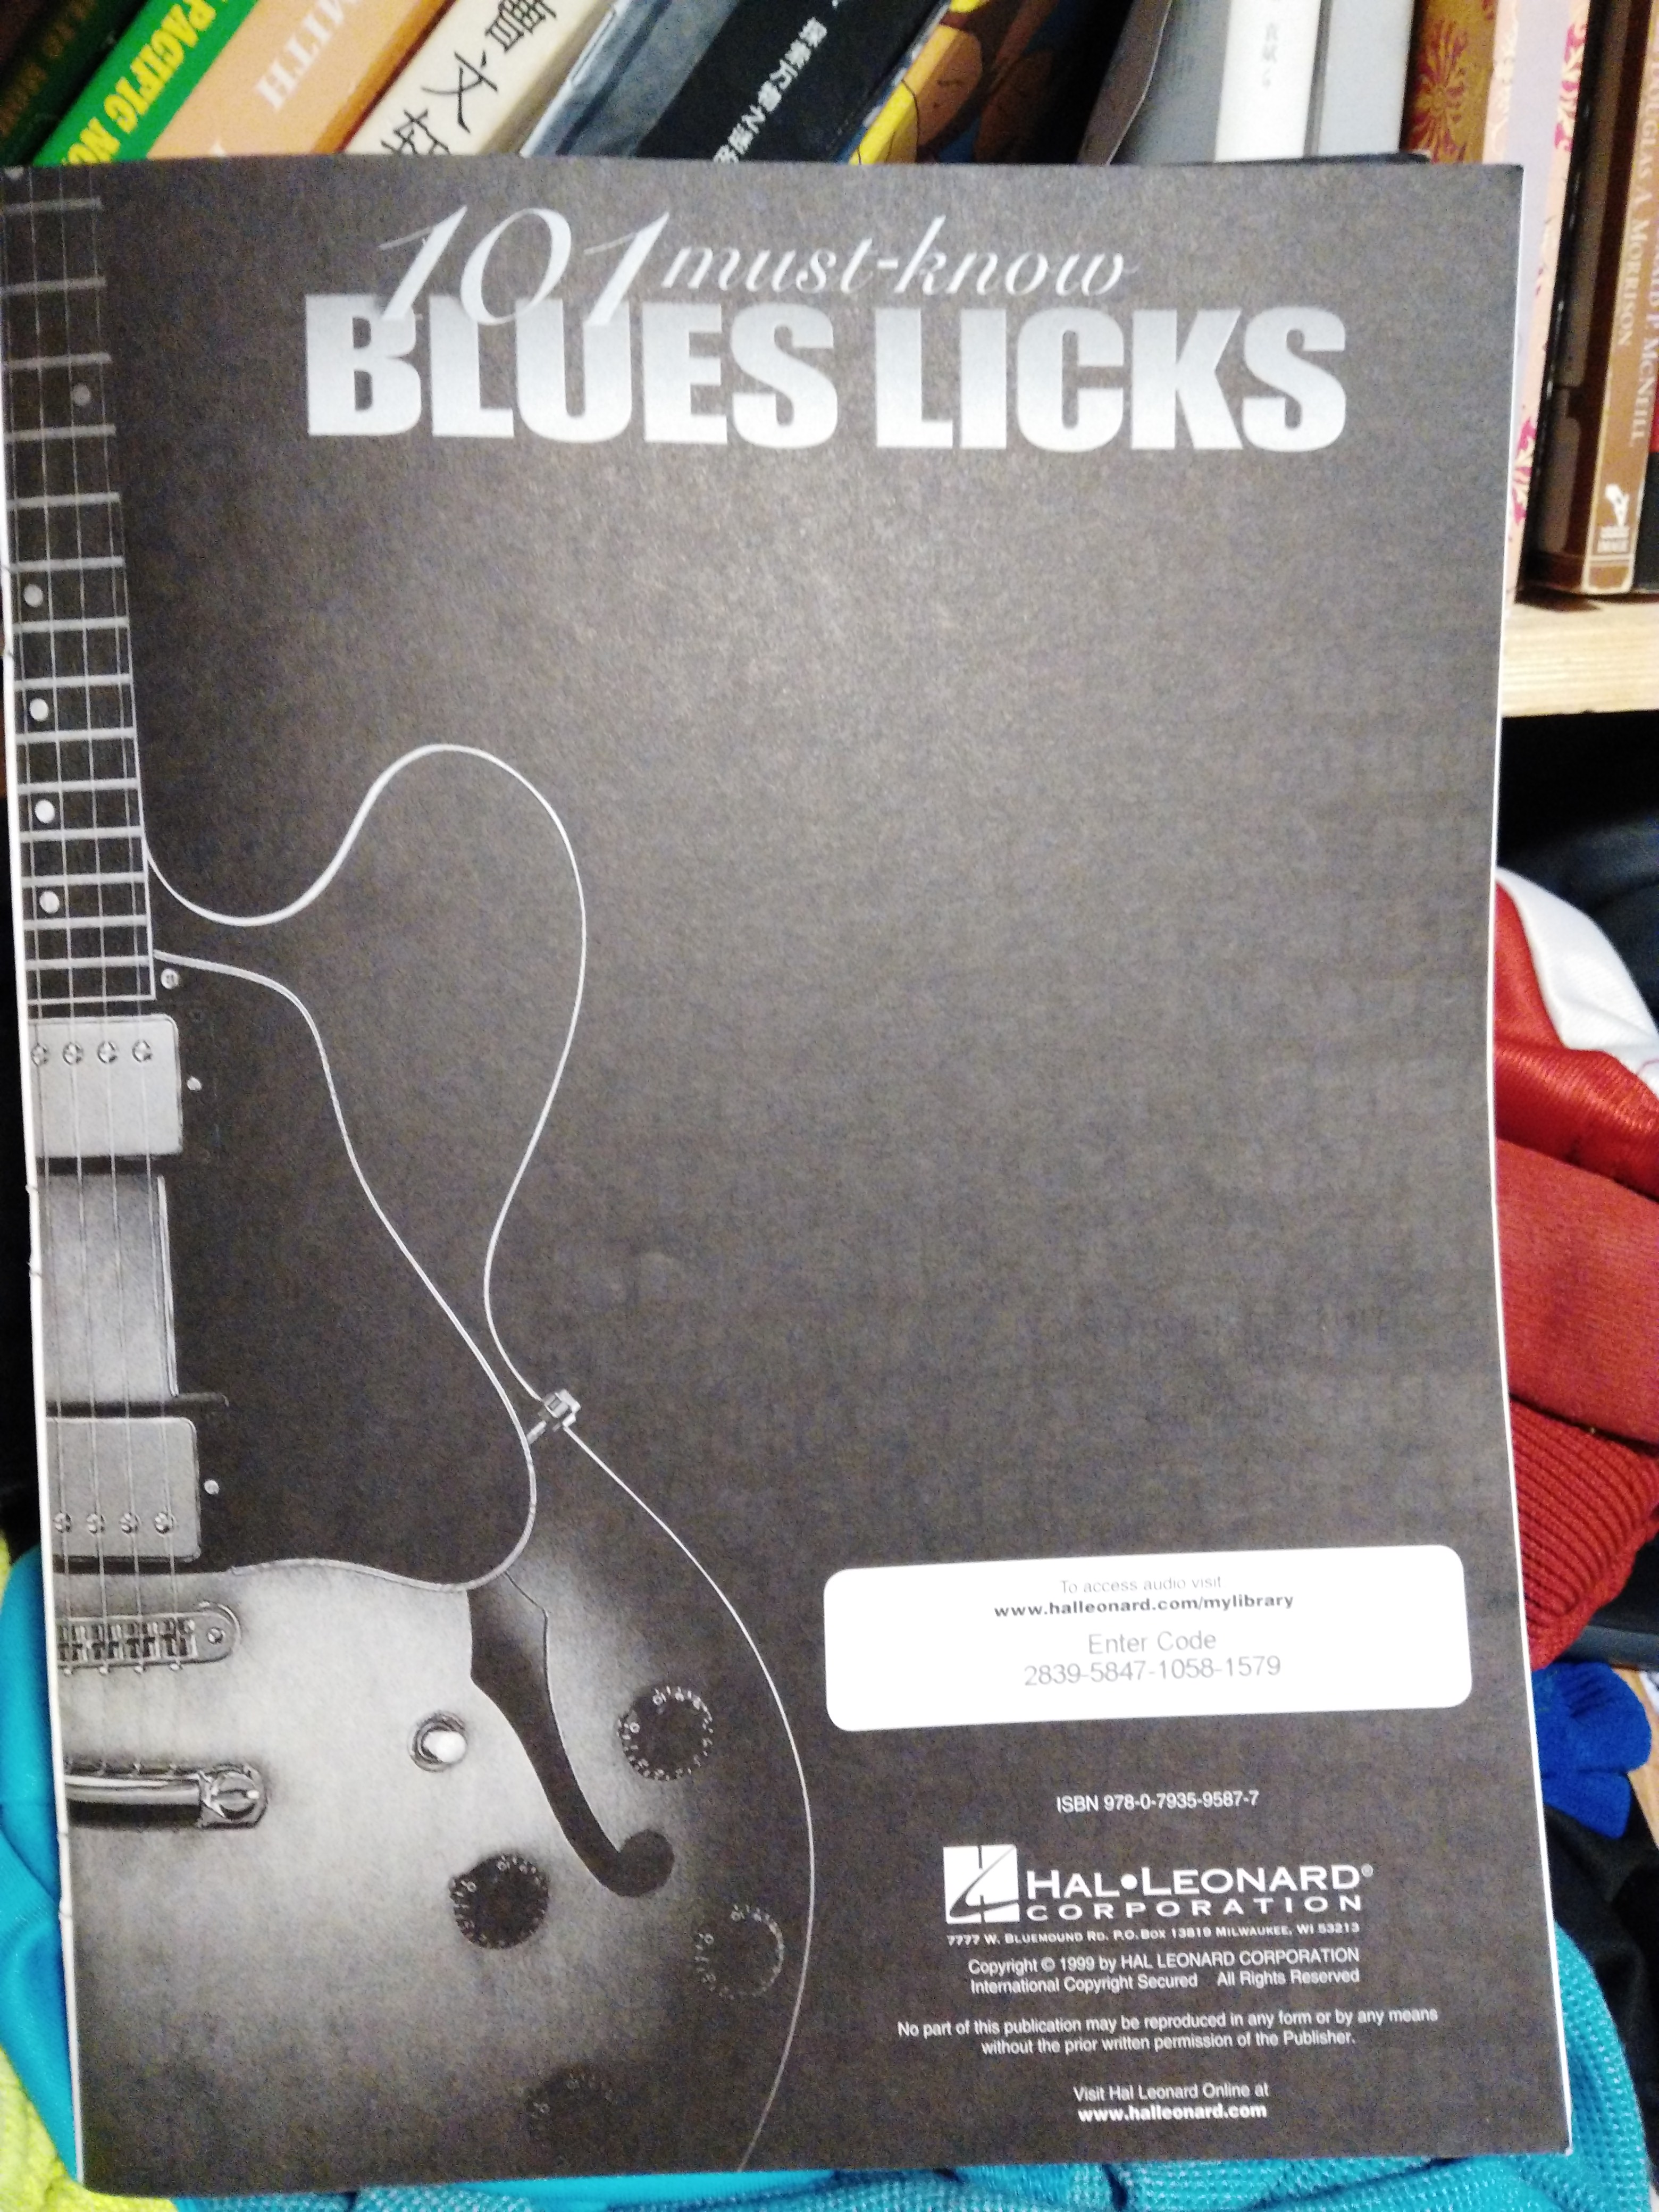 PACIFIC NO
MITH
文
101 must-know
BLUES LICKS
DOUGLAS A. MORRISON
P. MCNEILL
To access audio visit
www.halleonard.com/mylibrary
Enter Code
2839-5847-1058-1579
ISBN 978-0-7935-9587-7
HAL•LEONARD®
CORPORATION
7777 W. BLUEMOUND RD. P.O. BOX 13819 MILWAUKEE, WI 53213
Copyright © 1999 by HAL LEONARD CORPORATION
International Copyright Secured All Rights Reserved
No part of this publication may be reproduced in any form or by any means
without the prior written permission of the Publisher.
Visit Hal Leonard Online at
www.halleonard.com